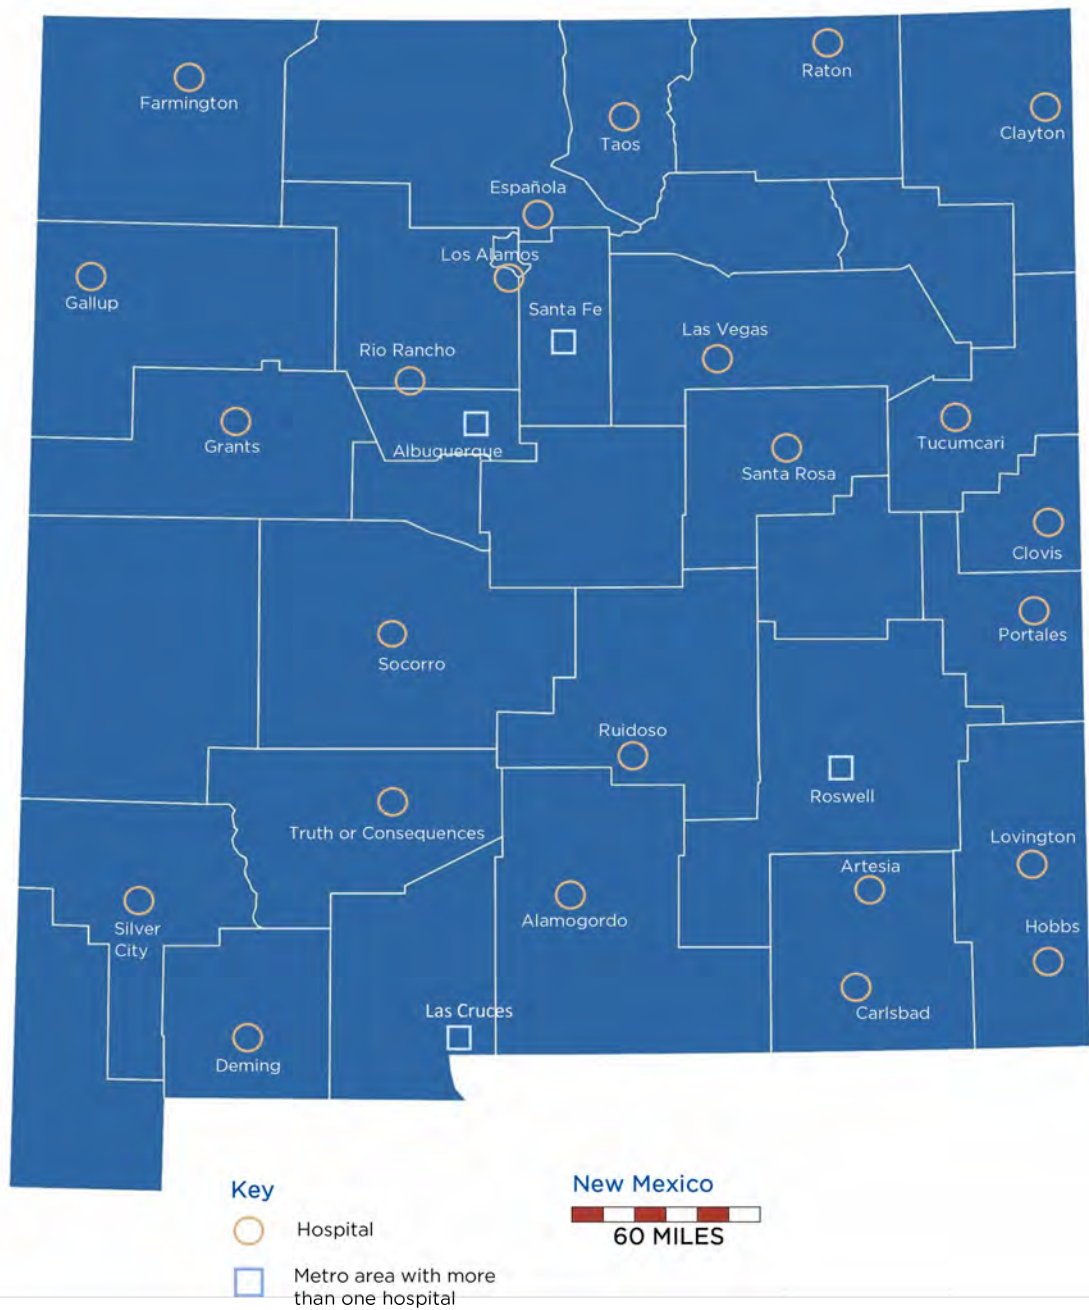 Raton
Farmington
Clayton
Taos
Española
Los Alamos
Gallup
Santa Fe
Las Vegas
Rio Rancho
Grants
Albuquerque
Tucumcari
Santa Rosa
Clovis
Portales
Socorro
Ruidoso
Roswell
Truth or Consequences
Lovington
Artesia
Alamogordo
Silver
City
Hobbs
Las Cruces
Carlsbad
Deming
Key
Hospital
Metro area with more
than one hospital
New Mexico
60 MILES